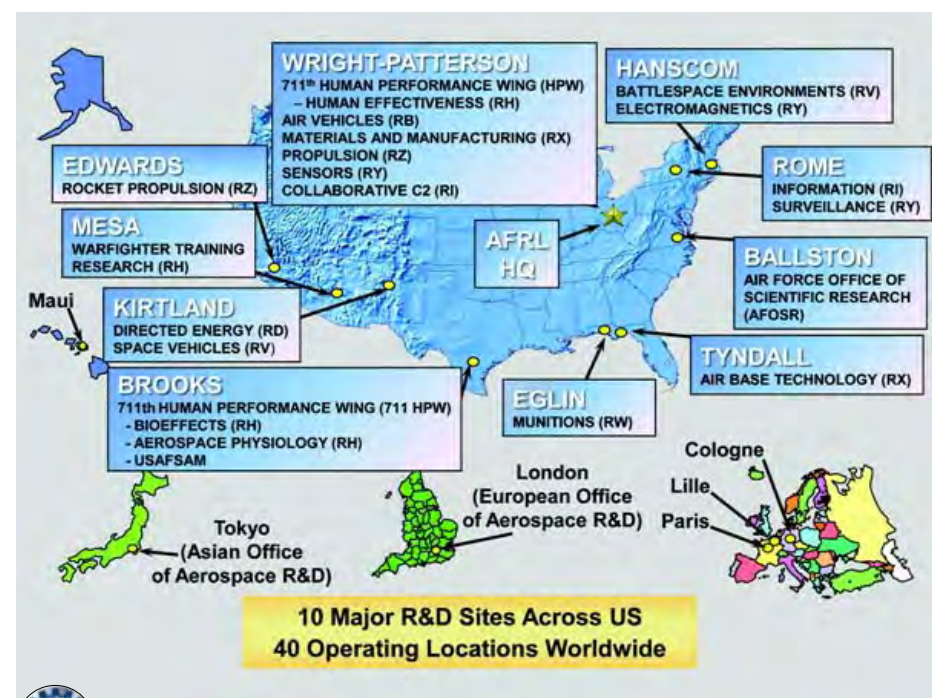 WRIGHT-PATTERSON
711th HUMAN PERFORMANCE WING (HPW)
– HUMAN EFFECTIVENESS (RH)
AIR VEHICLES (RB)
MATERIALS AND MANUFACTURING (RX)
PROPULSION (RZ)
SENSORS (RY)
COLLABORATIVE C2 (RI)
HANSCOM
BATTLESPACE ENVIRONMENTS (RV)
ELECTROMAGNETICS (RY)
EDWARDS
ROCKET PROPULSION (RZ)
ROME
INFORMATION (RI)
SURVEILLANCE (RY)
MESA
WARFIGHTER TRAINING
RESEARCH (RH)
AFRL
HQ
BALLSTON
AIR FORCE OFFICE OF
SCIENTIFIC RESEARCH
(AFOSR)
Maui
KIRTLAND
DIRECTED ENERGY (RD)
SPACE VEHICLES (RV)
TYNDALL
AIR BASE TECHNOLOGY (RX)
BROOKS
711th HUMAN PERFORMANCE WING (711 HPW)
- BIOEFFECTS (RH)
- AEROSPACE PHYSIOLOGY (RH)
- USAFSAM
EGLIN
MUNITIONS (RW)
Tokyo
(Asian Office
of Aerospace R&D)
London
(European Office
of Aerospace R&D)
Cologne
Lille
Paris
10 Major R&D Sites Across US
40 Operating Locations Worldwide